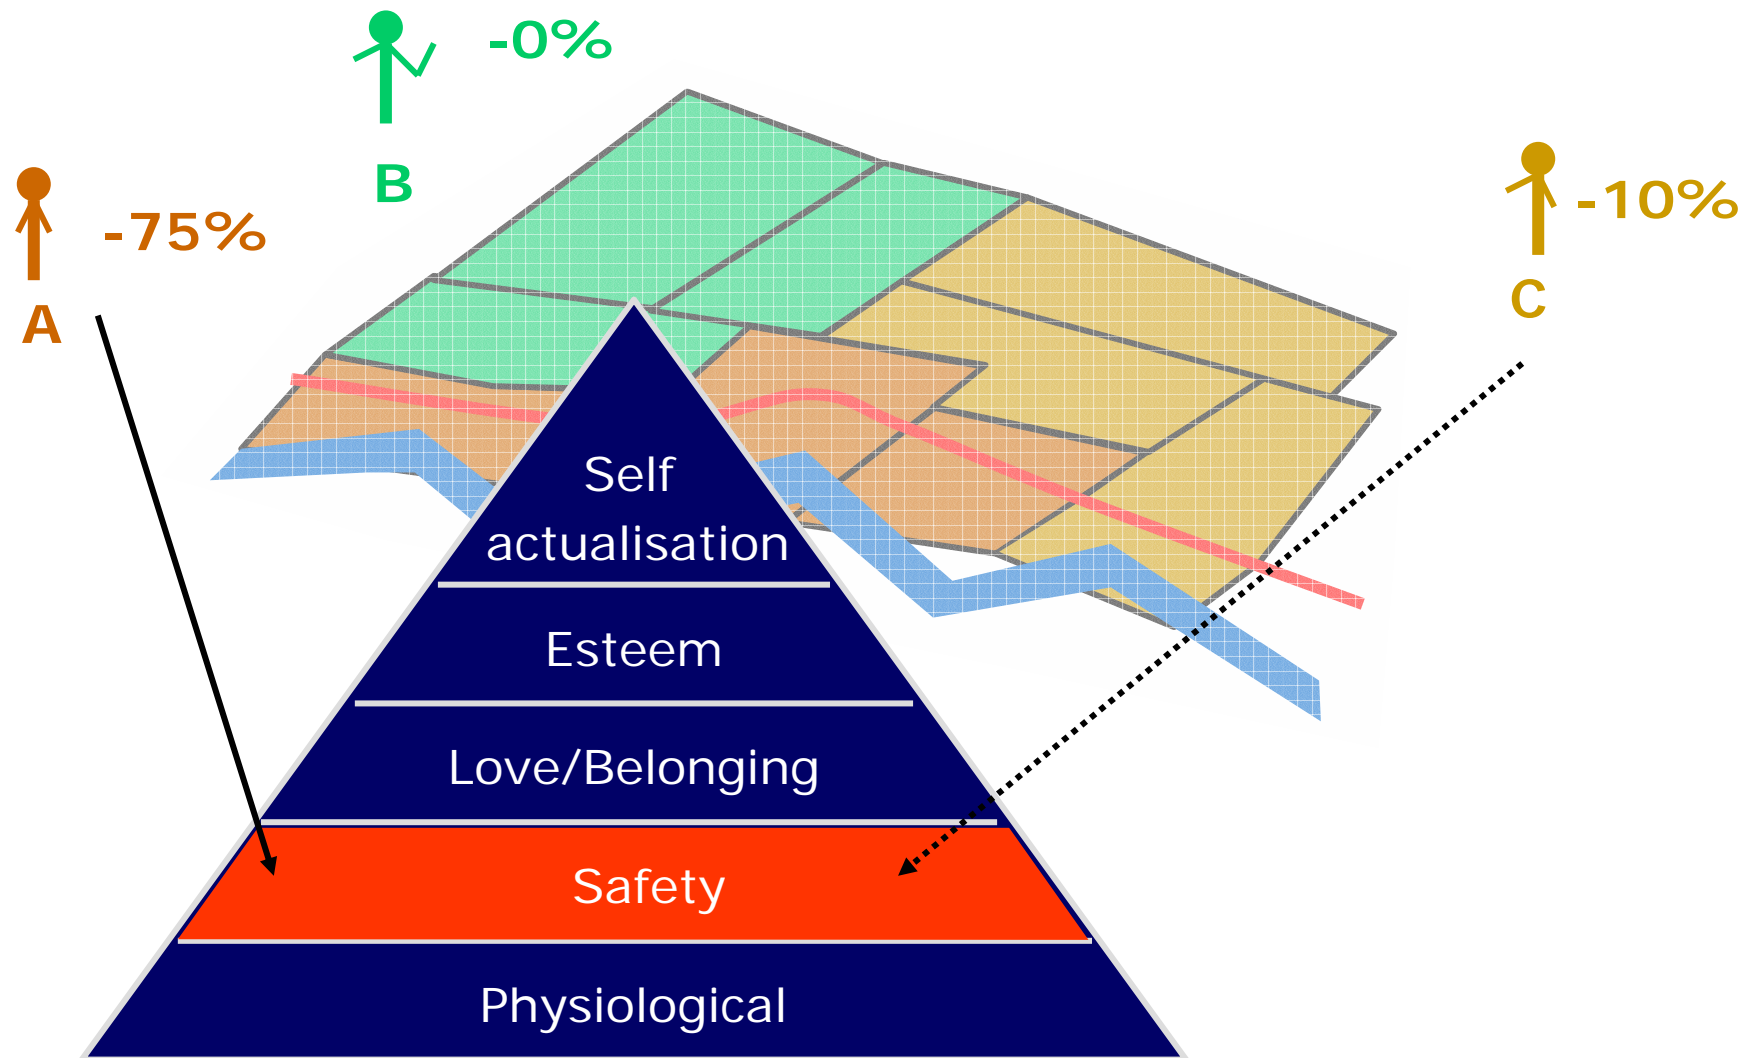 -0%
B
-75%
A
-10%
C
Self
actualisation
Esteem
Love/Belonging
Safety
Physiological